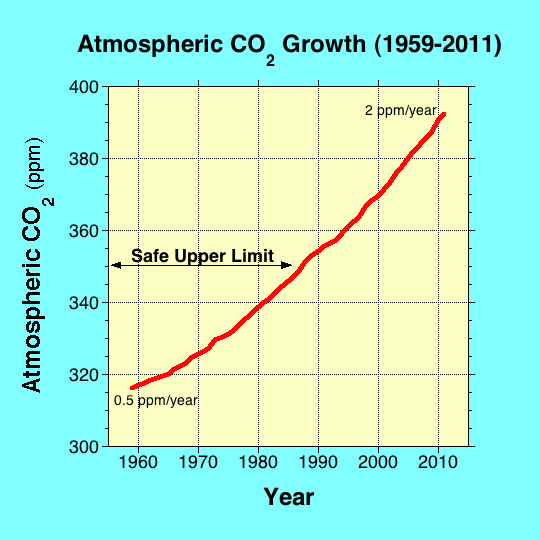 Atmospheric CO₂ Growth (1959-2011)
Atmospheric CO₂ (ppm)
400
380
360
340
320
300
2 ppm/year
Safe Upper Limit
0.5 ppm/year
1960 1970 1980 1990 2000 2010
Year